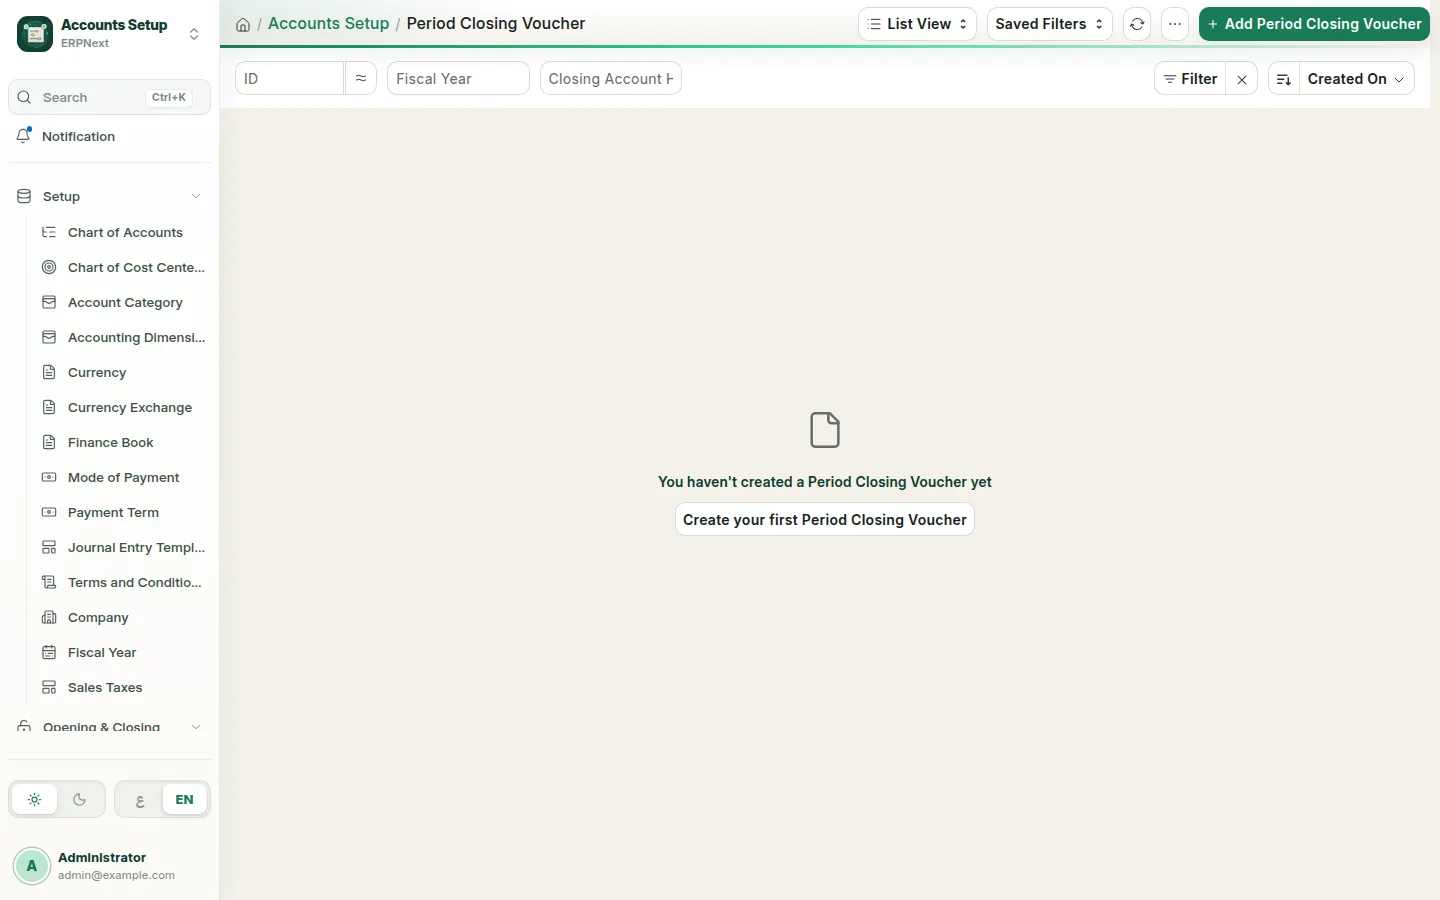 Accounts Setup
ERPNext
Search
Ctrl+K
Notification
Setup
Chart of Accounts
Chart of Cost Cente...
Account Category
Accounting Dimensi...
Currency
Currency Exchange
Finance Book
Mode of Payment
Payment Term
Journal Entry Templ...
Terms and Conditio...
Company
Fiscal Year
Sales Taxes
Opening & Closing
ع
EN
A
Administrator
admin@example.com
/ Accounts Setup / Period Closing Voucher
List View
Saved Filters
+ Add Period Closing Voucher
ID
≈
Fiscal Year
Closing Account H
Filter
Created On
You haven't created a Period Closing Voucher yet
Create your first Period Closing Voucher